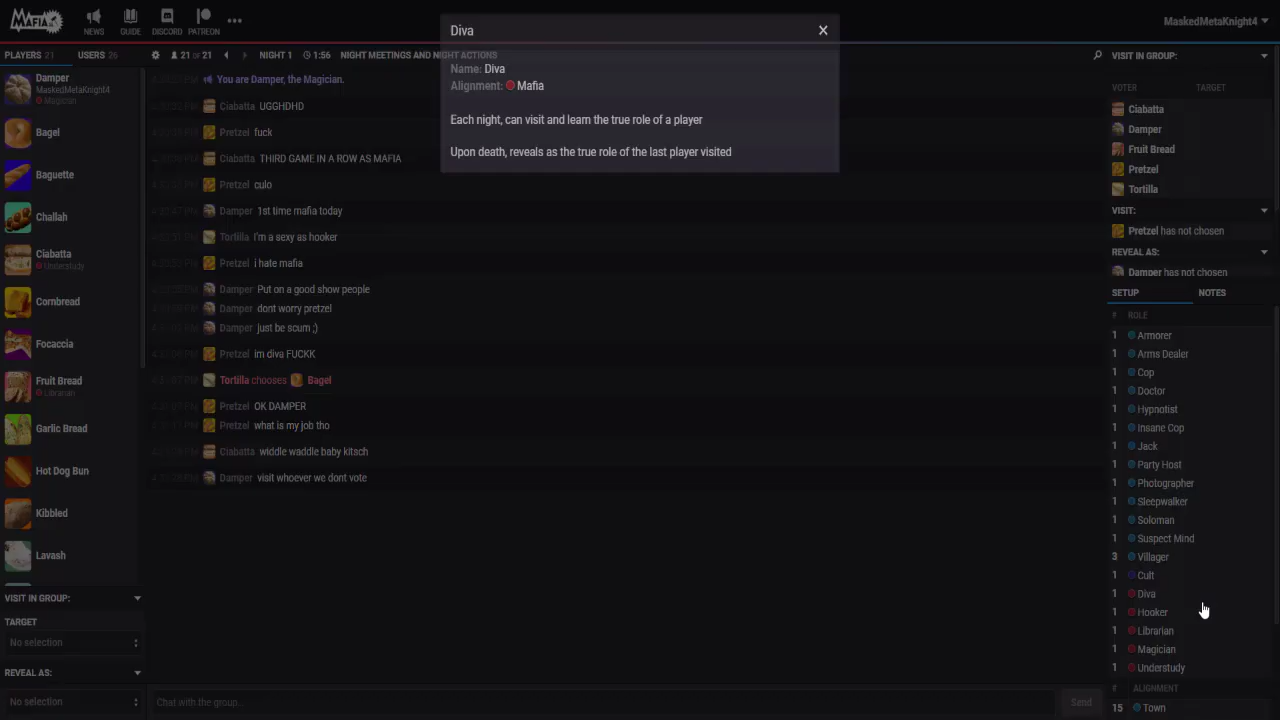 MAFIA
NEWS
GUIDE
DISCORD
PATREON
MaskedMetaKnight4
PLAYERS 21
USERS 26
21 of 21
NIGHT 1
1:56
NIGHT MEETINGS AND NIGHT ACTIONS
Diva
Name: Diva
Alignment: Mafia
Each night, can visit and learn the true role of a player
Upon death, reveals as the true role of the last player visited
Damper
MaskedMetaKnight4
Magician
Bagel
Baguette
Challah
Ciabatta
Understudy
Cornbread
Focaccia
Fruit Bread
Librarian
Garlic Bread
Hot Dog Bun
Kibbled
Lavash
VISIT IN GROUP:
TARGET
No selection
REVEAL AS:
No selection
You are Damper, the Magician.
Ciabatta UGGHDHD
Pretzel fuck
Ciabatta THIRD GAME IN A ROW AS MAFIA
Pretzel culo
Damper 1st time mafia today
Tortilla I'm a sexy as hooker
Pretzel i hate mafia
Damper Put on a good show people
Damper dont worry pretzel
Damper just be scum ;)
Pretzel im diva FUCKK
Tortilla chooses Bagel
Pretzel OK DAMPER
Pretzel what is my job tho
Ciabatta widdle waddle baby kitsch
Damper visit whoever we dont vote
Chat with the group...
Send
VISIT IN GROUP:
VOTER TARGET
Ciabatta
Damper
Fruit Bread
Pretzel
Tortilla
VISIT:
Pretzel has not chosen
REVEAL AS:
Damper has not chosen
SETUP
NOTES
# ROLE
1 Armorer
1 Arms Dealer
1 Cop
1 Doctor
1 Hypnotist
1 Insane Cop
1 Jack
1 Party Host
1 Photographer
1 Sleepwalker
1 Soloman
1 Suspect Mind
3 Villager
1 Cult
1 Diva
1 Hooker
1 Librarian
1 Magician
1 Understudy
# ALIGNMENT
15 Town